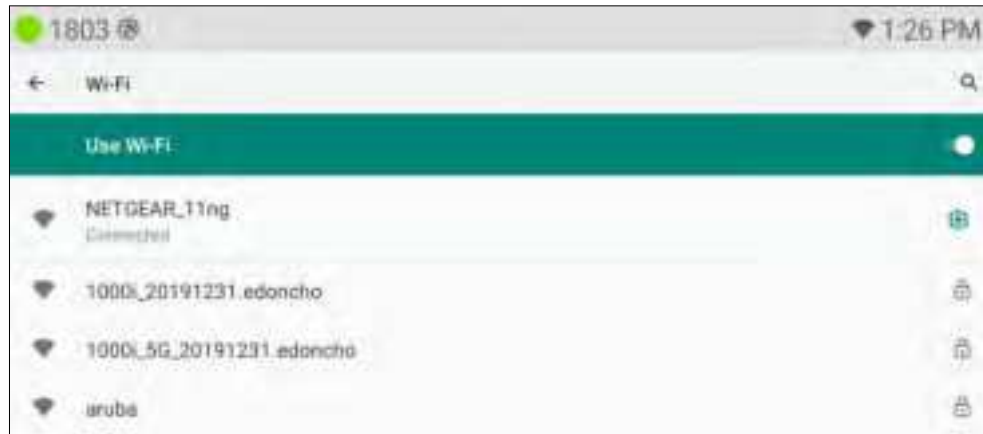 1803 1:26 PM
Wi-Fi
Use Wi-Fi
NETGEAR_11ng
Connected
1000i_20191231.edoncho
1000i_5G_20191231.edoncho
aruba